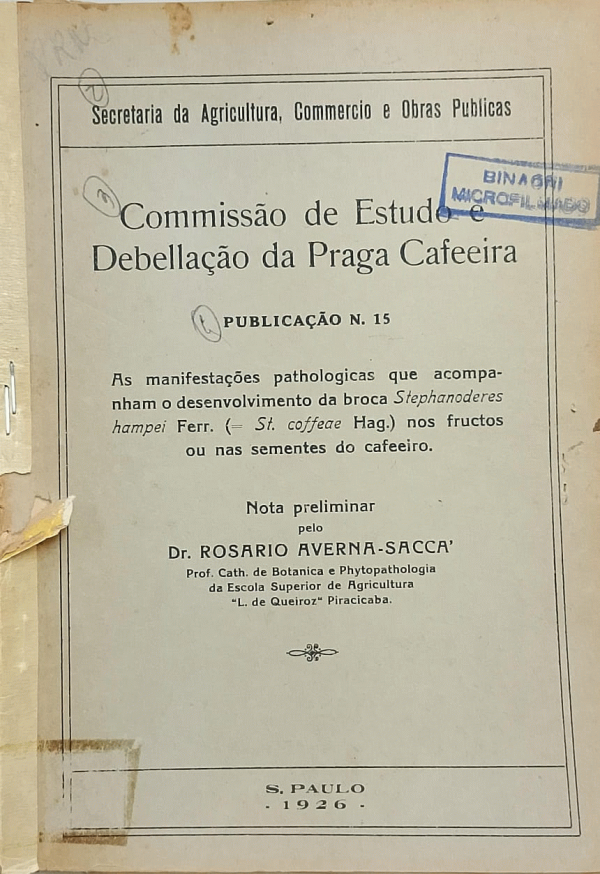 Secretaria da Agricultura, Commercio e Obras Publicas
BINAGRI
MICROFILMADO
Commissão de Estudo e
Debellação da Praga Cafeeira
PUBLICAÇÃO N. 15
As manifestações pathologicas que acompa-
nham o desenvolvimento da broca Stephanoderes
hampei Ferr. (= St. coffeae Hag.) nos fructos
ou nas sementes do cafeeiro.
Nota preliminar
pelo
Dr. ROSARIO AVERNA-SACCA'
Prof. Cath. de Botanica e Phytopathologia
da Escola Superior de Agricultura
"L. de Queiroz" Piracicaba.
S. PAULO
- 1926 -